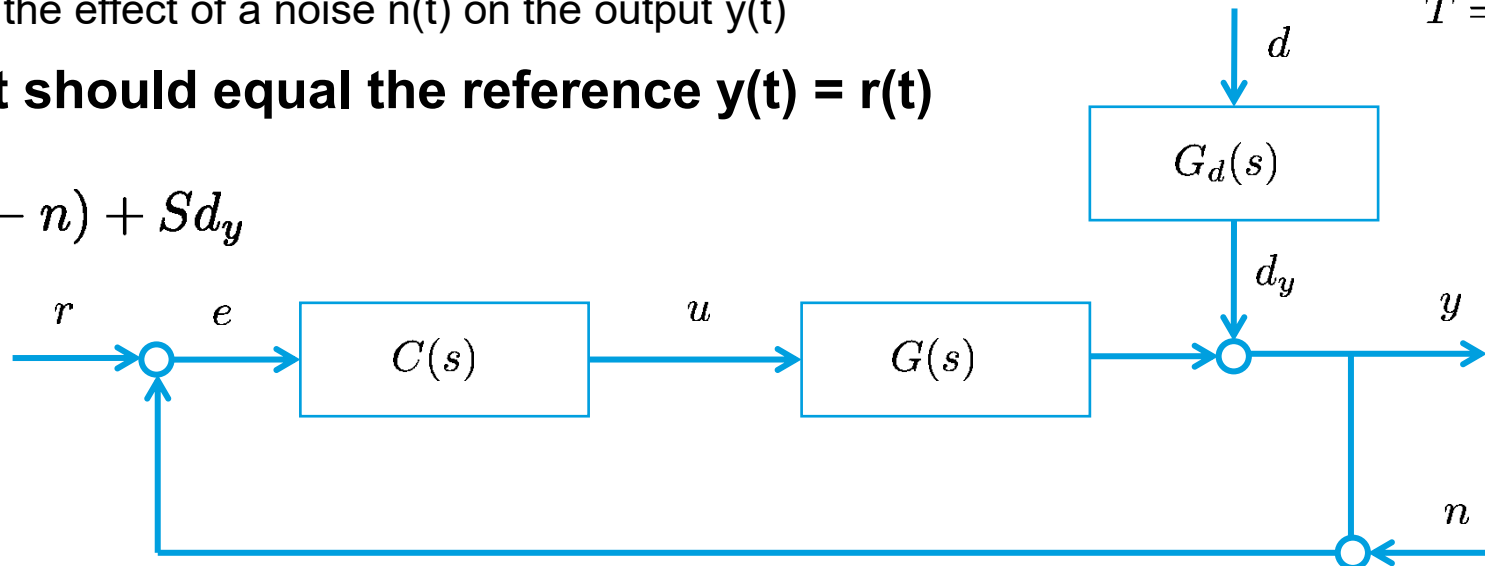 the effect of a noise n(t) on the output y(t)
T =
d
t should equal the reference y(t) = r(t)
G_d(s)
− n) + Sd_y
d_y
r
e
u
y
C(s)
G(s)
n